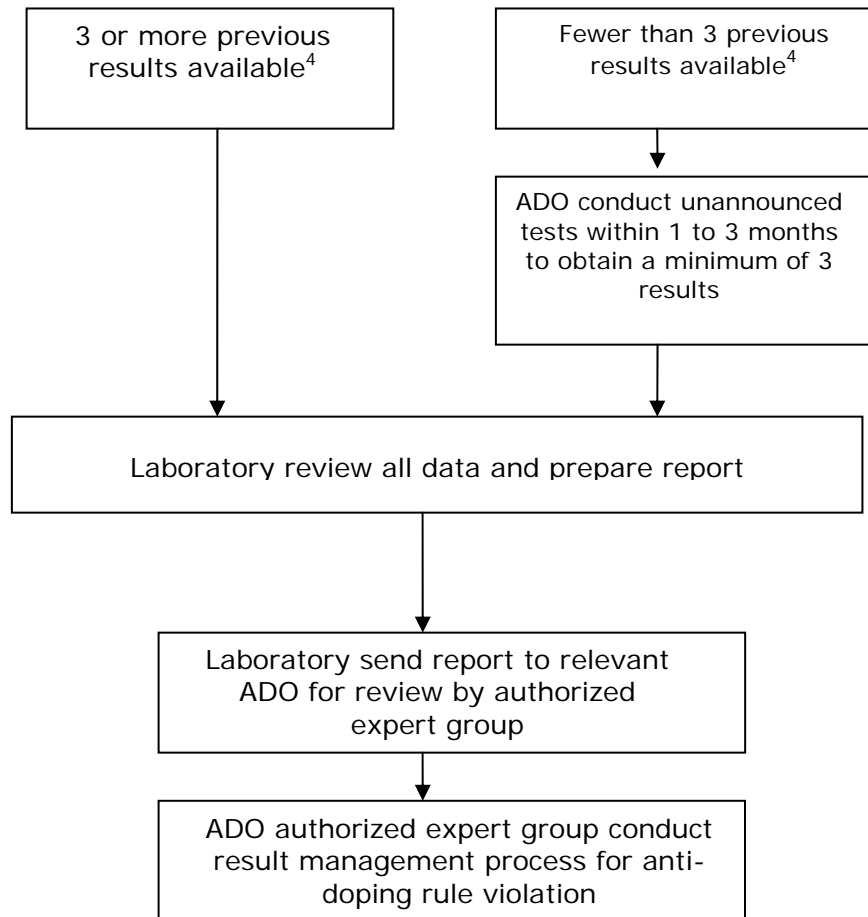 3 or more previous
results available⁴
Fewer than 3 previous
results available⁴
ADO conduct unannounced
tests within 1 to 3 months
to obtain a minimum of 3
results
Laboratory review all data and prepare report
Laboratory send report to relevant
ADO for review by authorized
expert group
ADO authorized expert group conduct
result management process for anti-
doping rule violation